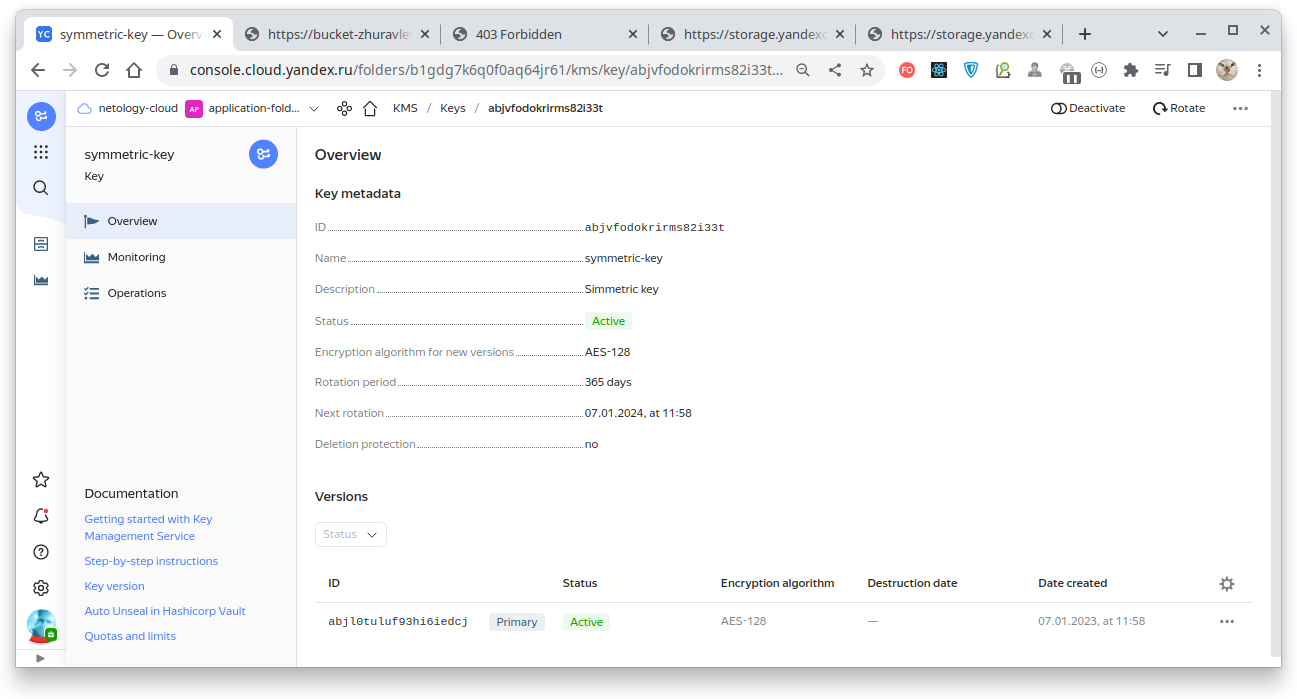 YC symmetric-key — Overv
https://bucket-zhuravle
403 Forbidden
https://storage.yandexc
https://storage.yandexc
console.cloud.yandex.ru/folders/b1gdg7k6q0f0aq64jr61/kms/key/abjvfodokrirms82i33t...
FO
netology-cloud AP application-fold... KMS / Keys / abjvfodokrirms82i33t
Deactivate Rotate
symmetric-key
Key
Overview
Monitoring
Operations
Documentation
Getting started with Key
Management Service
Step-by-step instructions
Key version
Auto Unseal in Hashicorp Vault
Quotas and limits
Overview
Key metadata
ID abjvfodokrirms82i33t
Name symmetric-key
Description Simmetric key
Status Active
Encryption algorithm for new versions AES-128
Rotation period 365 days
Next rotation 07.01.2024, at 11:58
Deletion protection no
Versions
Status
ID Status Encryption algorithm Destruction date Date created
abjl0tuluf93hi6iedcj Primary Active AES-128 — 07.01.2023, at 11:58